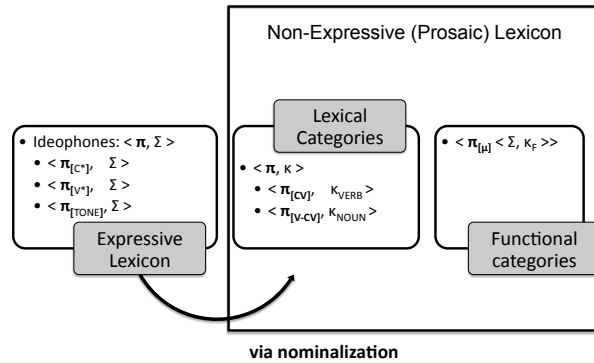 Non-Expressive (Prosaic) Lexicon
• Ideophones: < π, Σ >
• < π[C*], Σ >
• < π[V*], Σ >
• < π[TONE], Σ >
Expressive
Lexicon
Lexical
Categories
• < π, κ >
• < π[CV], κVERB >
• < π[V-CV], κNOUN >
• < π[μ] < Σ, κF >>
Functional
categories
via nominalization